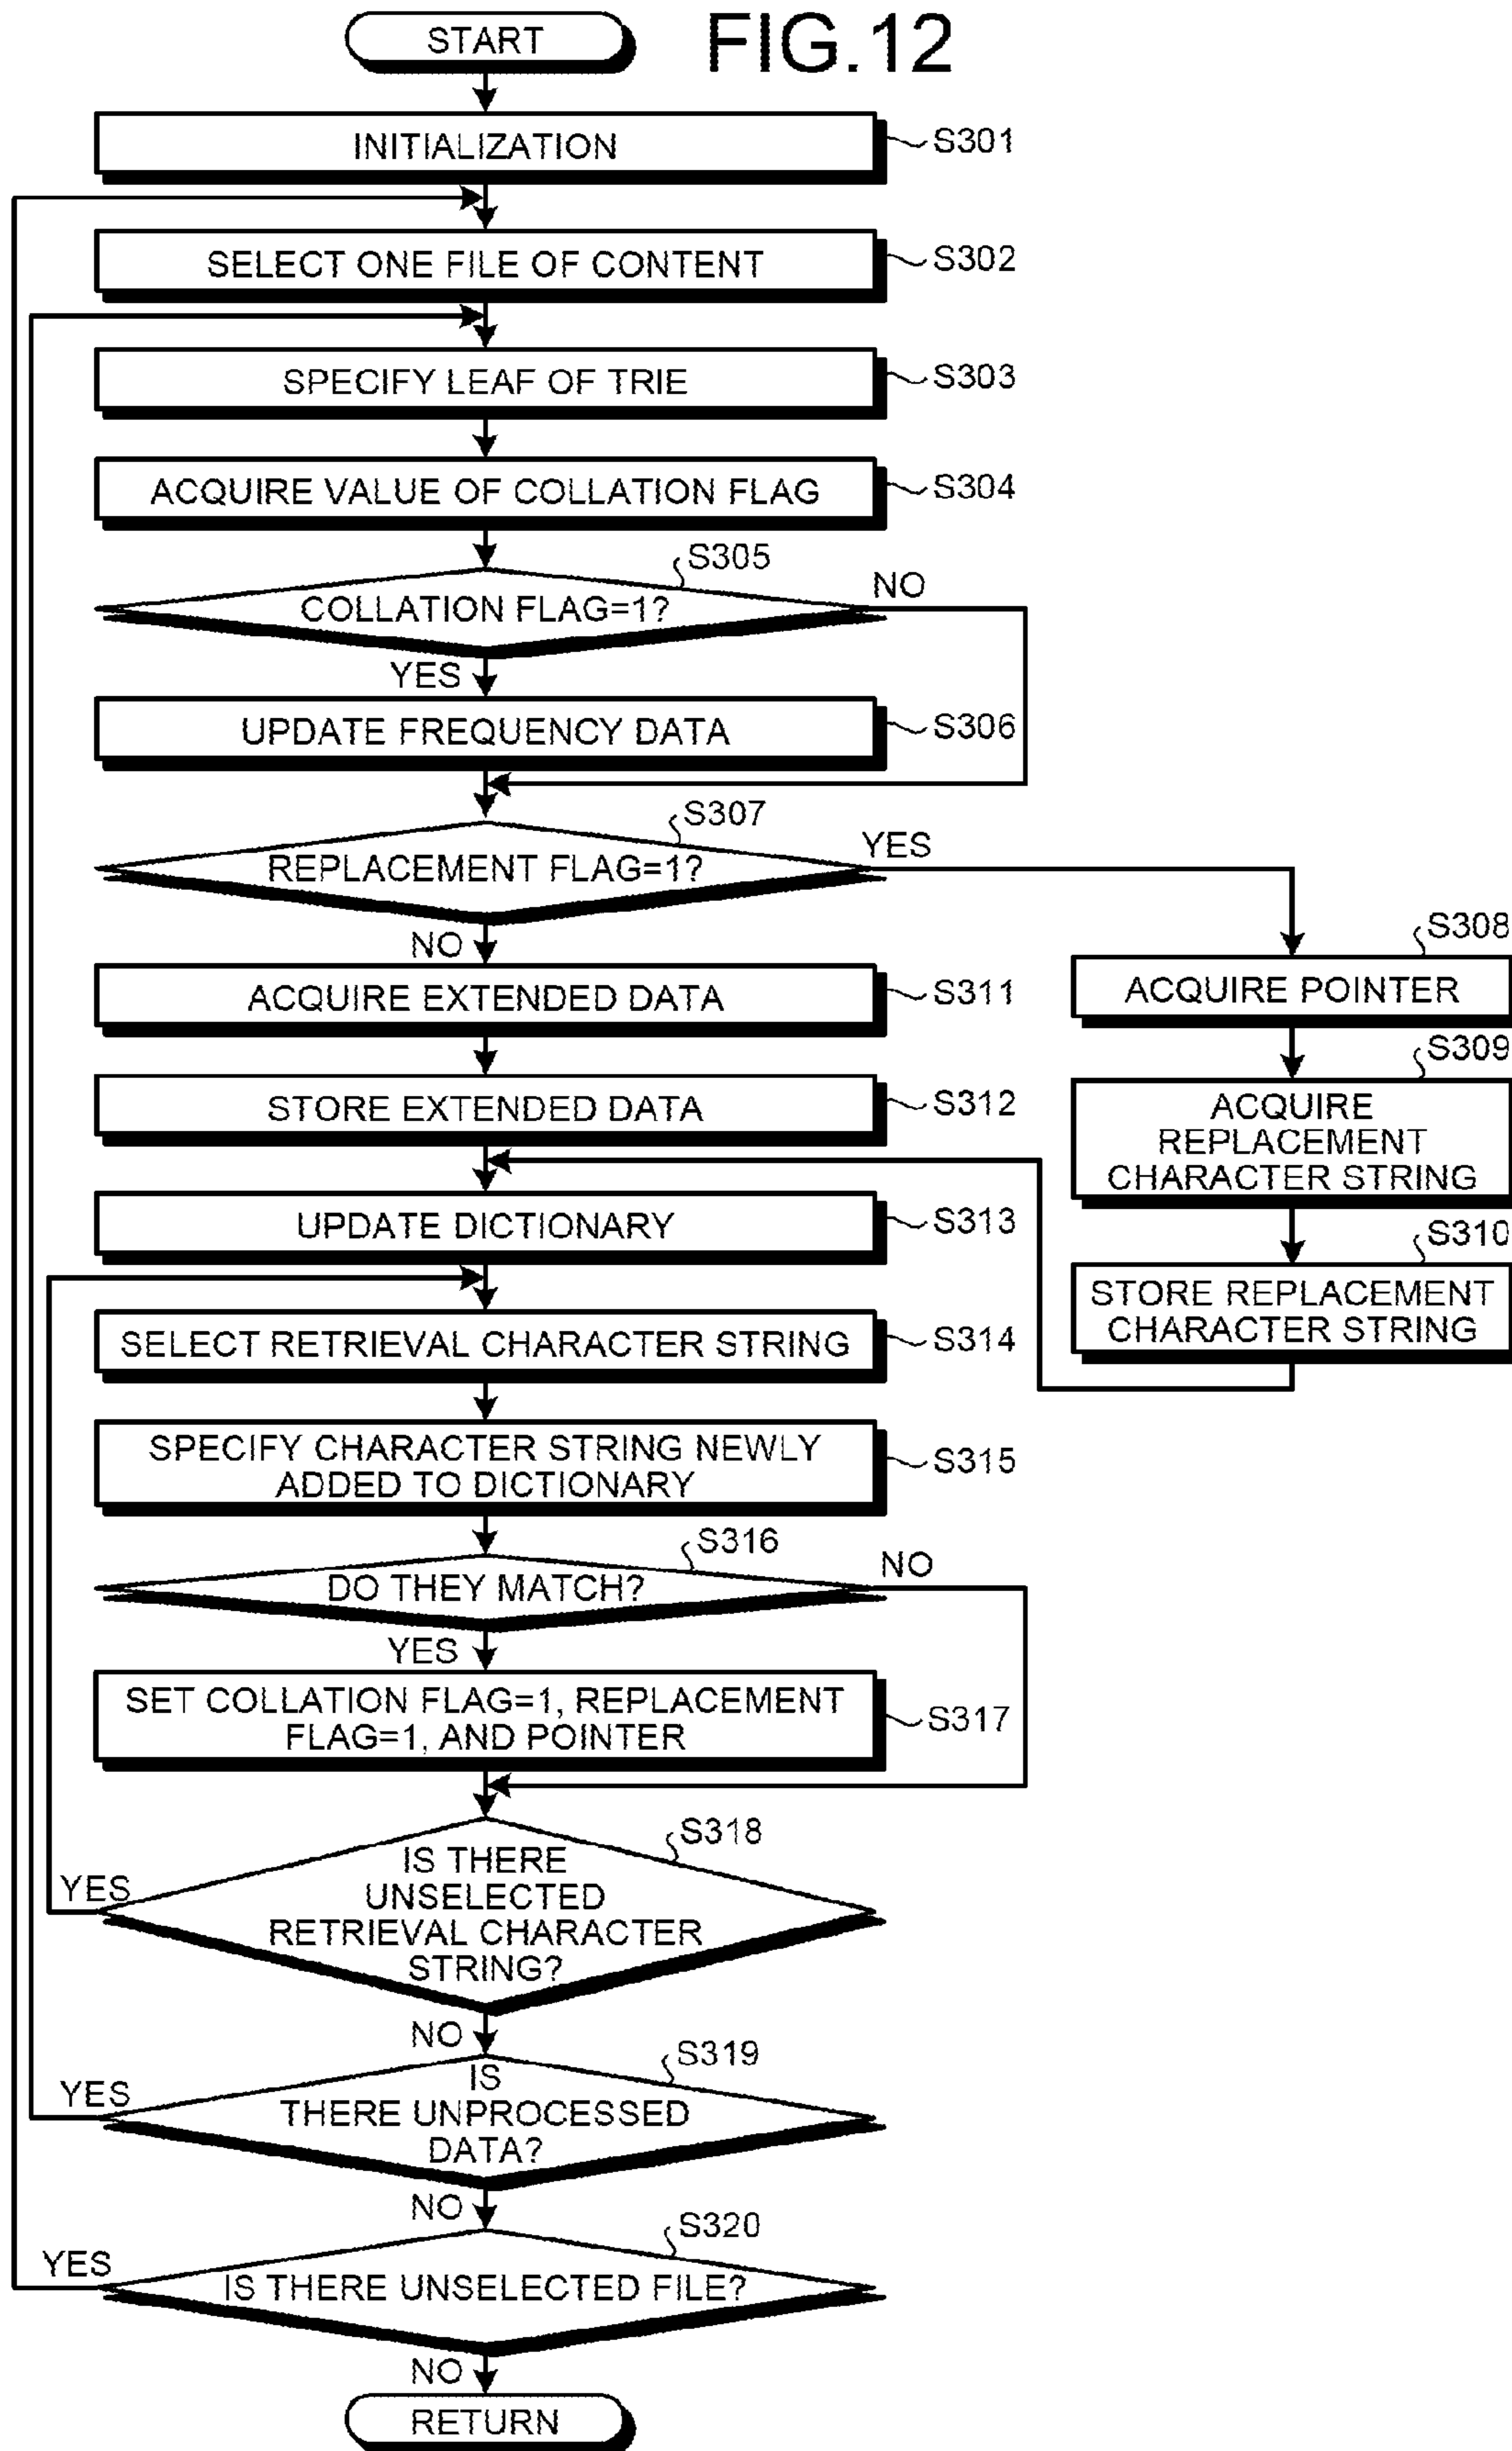 START
FIG.12
INITIALIZATION
S301
SELECT ONE FILE OF CONTENT
S302
SPECIFY LEAF OF TRIE
S303
ACQUIRE VALUE OF COLLATION FLAG
S304
S305
COLLATION FLAG=1?
NO
YES
UPDATE FREQUENCY DATA
S306
S307
REPLACEMENT FLAG=1?
YES
NO
S308
ACQUIRE POINTER
S309
ACQUIRE
REPLACEMENT
CHARACTER STRING
S310
STORE REPLACEMENT
CHARACTER STRING
ACQUIRE EXTENDED DATA
S311
STORE EXTENDED DATA
S312
UPDATE DICTIONARY
S313
SELECT RETRIEVAL CHARACTER STRING
S314
SPECIFY CHARACTER STRING NEWLY
ADDED TO DICTIONARY
S315
S316
DO THEY MATCH?
NO
YES
SET COLLATION FLAG=1, REPLACEMENT
FLAG=1, AND POINTER
S317
S318
IS THERE
UNSELECTED
RETRIEVAL CHARACTER
STRING?
YES
NO
S319
IS
THERE UNPROCESSED
DATA?
YES
NO
S320
IS THERE UNSELECTED FILE?
YES
NO
RETURN